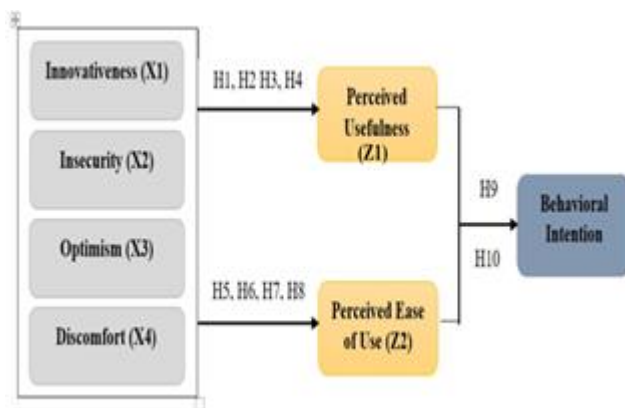 Innovativeness (X1)
Insecurity (X2)
Optimism (X3)
Discomfort (X4)
H1, H2 H3, H4
H5, H6, H7, H8
Perceived
Usefulness
(Z1)
Perceived Ease
of Use (Z2)
H9
H10
Behavioral
Intention